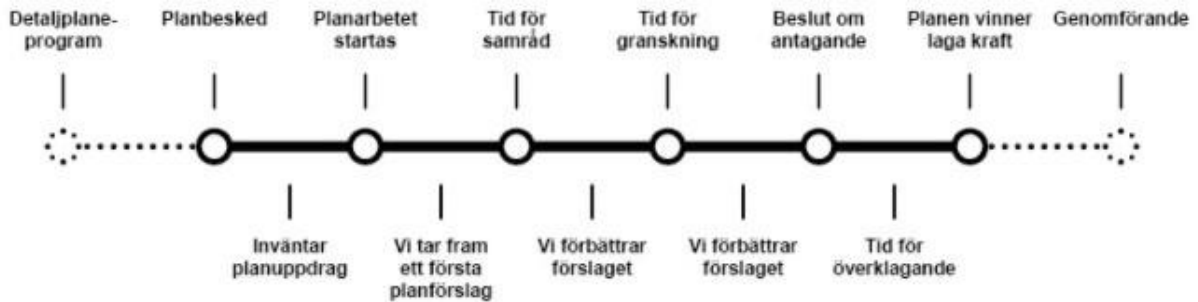 Detaljplane-
program
Planbesked
Planarbetet
startas
Tid för
samråd
Tid för
granskning
Beslut om
antagande
Planen vinner
laga kraft
Genomförande
Inväntar
planuppdrag
Vi tar fram
ett första
planförslag
Vi förbättrar
förslaget
Vi förbättrar
förslaget
Tid för
överklagande